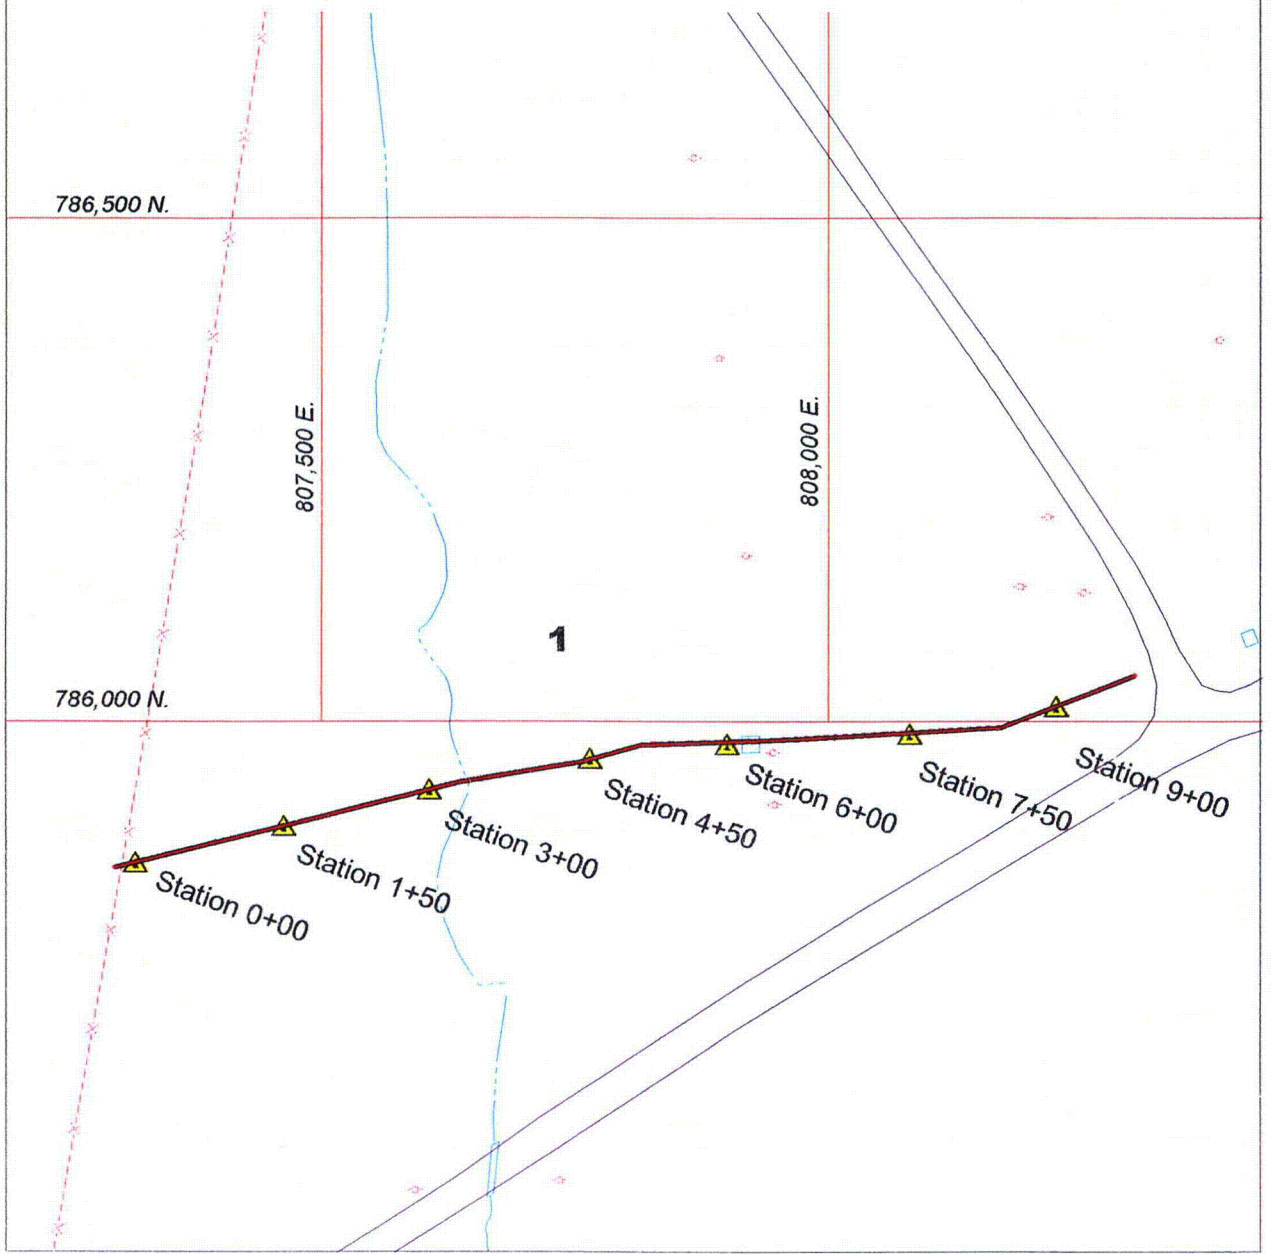 786,500 N.
807,500 E.
808,000 E.
1
786,000 N.
Station 0+00
Station 1+50
Station 3+00
Station 4+50
Station 6+00
Station 7+50
Station 9+00